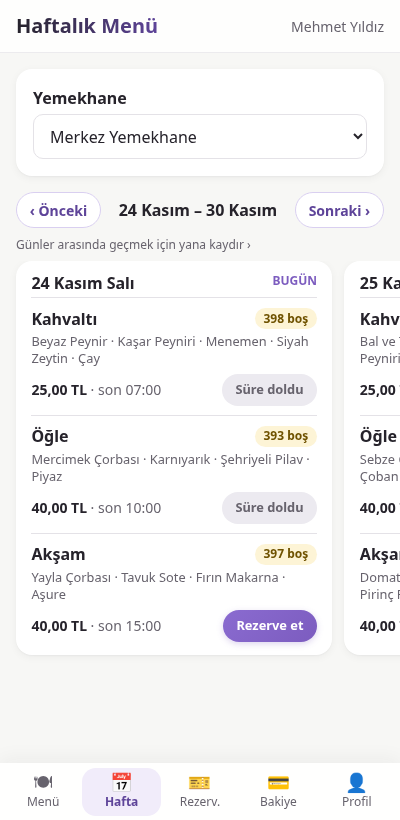 Haftalık Menü
Mehmet Yıldız
Yemekhane
Merkez Yemekhane
‹ Önceki
24 Kasım – 30 Kasım
Sonraki ›
Günler arasında geçmek için yana kaydır ›
24 Kasım Salı
BUGÜN
Kahvaltı
398 boş
Beyaz Peynir · Kaşar Peyniri · Menemen · Siyah
Zeytin · Çay
25,00 TL · son 07:00
Süre doldu
Öğle
393 boş
Mercimek Çorbası · Karnıyarık · Şehriyeli Pilav ·
Piyaz
40,00 TL · son 10:00
Süre doldu
Akşam
397 boş
Yayla Çorbası · Tavuk Sote · Fırın Makarna ·
Aşure
40,00 TL · son 15:00
Rezerve et
25 Ka
Kahv
Bal ve
Peyniri
25,00
Öğle
Sebze
Çoban
40,00
Akşa
Domat
Pirinç
40,00
Menü
Hafta
Rezerv.
Bakiye
Profil